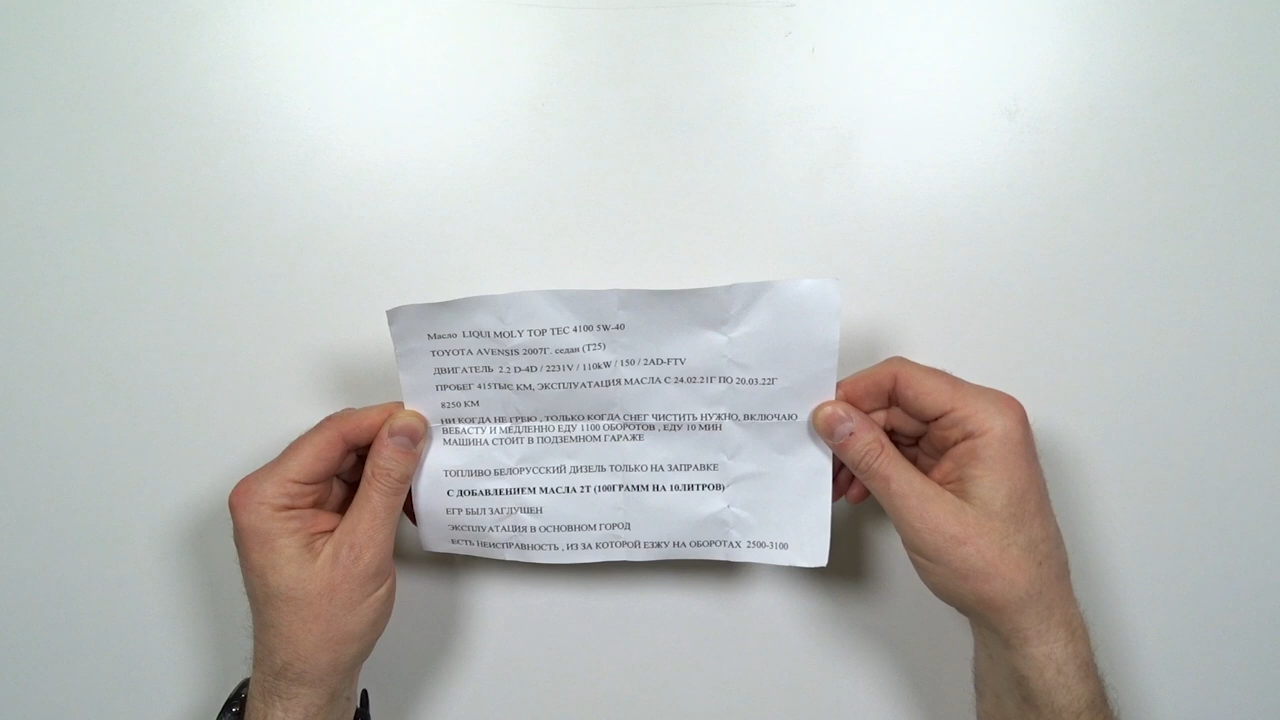 Масло LIQUI MOLY TOP TEC 4100 5W-40
TOYOTA AVENSIS 2007Г. седан (T25)
ДВИГАТЕЛЬ 2.2 D-4D / 2231V / 110kW / 150 / 2AD-FTV
ПРОБЕГ 415ТЫС КМ, ЭКСПЛУАТАЦИЯ МАСЛА С 24.02.21Г ПО 20.03.22Г
8250 КМ
НИ КОГДА НЕ ГРЕЮ , ТОЛЬКО КОГДА СНЕГ ЧИСТИТЬ НУЖНО, ВКЛЮЧАЮ
ВЕБАСТУ И МЕДЛЕННО ЕДУ 1100 ОБОРОТОВ , ЕДУ 10 МИН
МАШИНА СТОИТ В ПОДЗЕМНОМ ГАРАЖЕ
ТОПЛИВО БЕЛОРУССКИЙ ДИЗЕЛЬ ТОЛЬКО НА ЗАПРАВКЕ
С ДОБАВЛЕНИЕМ МАСЛА 2Т (100ГРАММ НА 10ЛИТРОВ)
ЕГР БЫЛ ЗАГЛУШЕН
ЭКСПЛУАТАЦИЯ В ОСНОВНОМ ГОРОД
ЕСТЬ НЕИСПРАВНОСТЬ , ИЗ ЗА КОТОРОЙ ЕЗЖУ НА ОБОРОТАХ 2500-3100